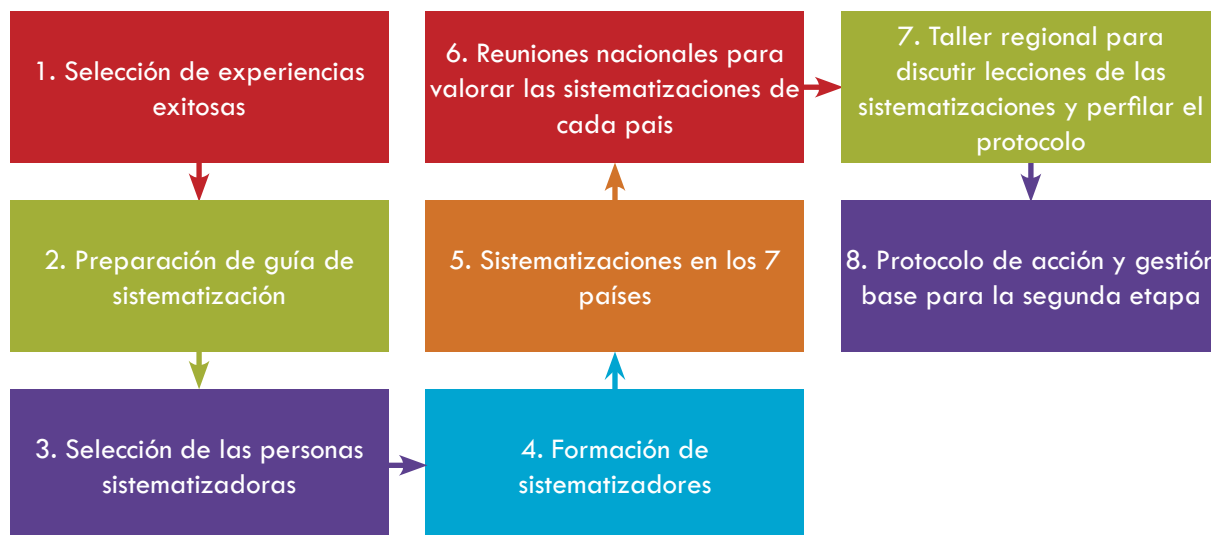 1. Selección de experiencias
exitosas
2. Preparación de guía de
sistematización
3. Selección de las personas
sistematizadoras
4. Formación de
sistematizadores
5. Sistematizaciones en los 7
países
6. Reuniones nacionales para
valorar las sistematizaciones de
cada pais
7. Taller regional para
discutir lecciones de las
sistematizaciones y perfilar el
protocolo
8. Protocolo de acción y gestión
base para la segunda etapa